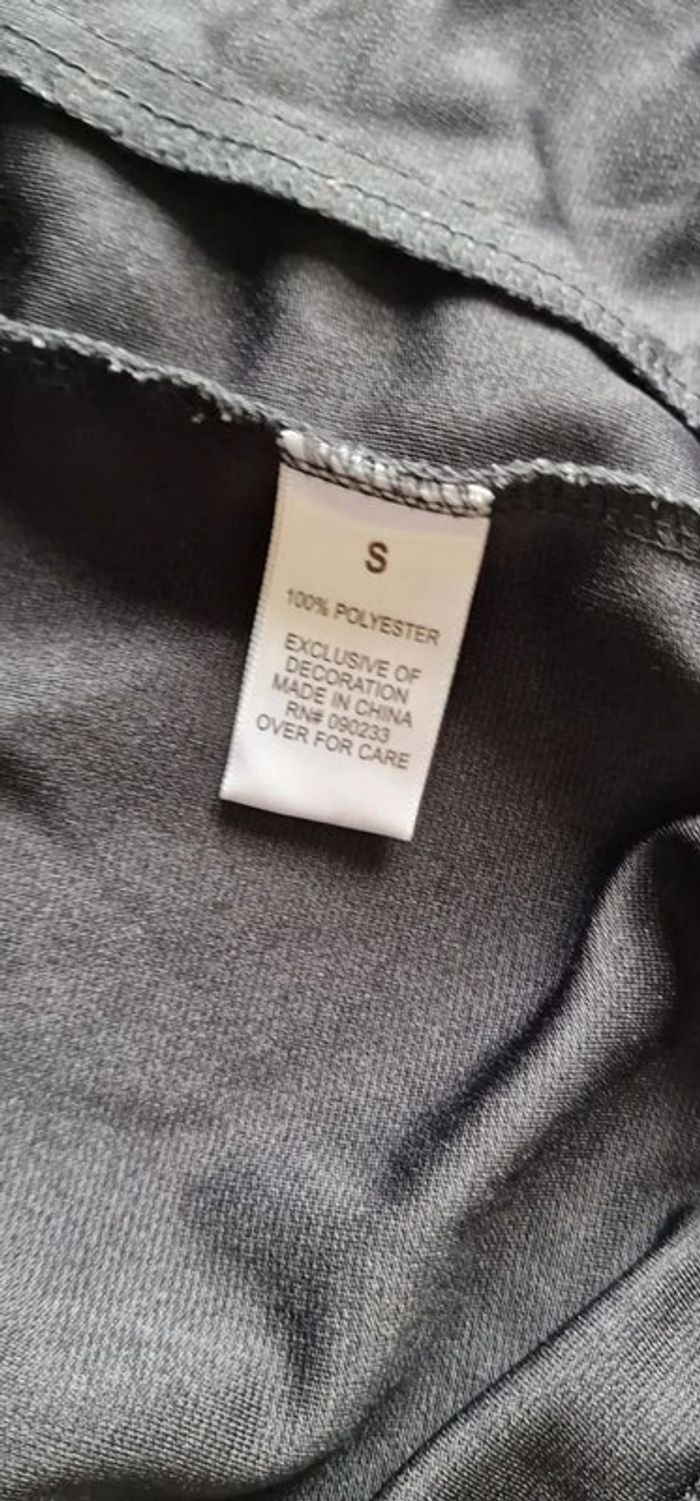 S
100% POLYESTER
EXCLUSIVE OF
DECORATION
MADE IN CHINA
RN# 090233
OVER FOR CARE